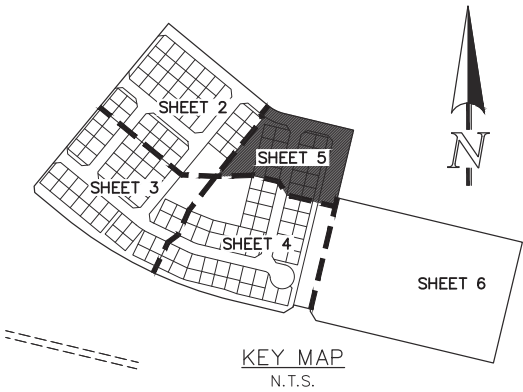 SHEET 2
SHEET 5
SHEET 3
N
SHEET 4
SHEET 6
KEY MAP
N.T.S.